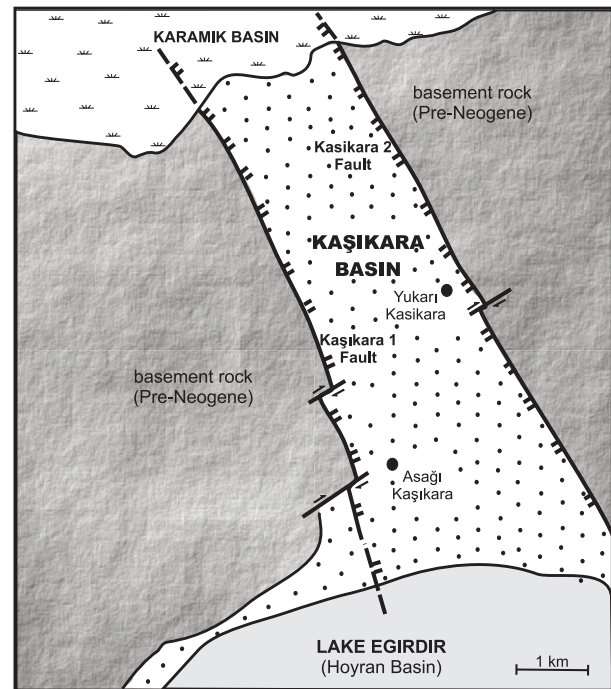 KARAMIK BASIN
basement rock
(Pre-Neogene)
Kasikara 2
Fault
KAŞIKARA
BASIN
Yukarı
Kasikara
Kaşıkara 1
Fault
basement rock
(Pre-Neogene)
Asağı
Kaşıkara
LAKE EGIRDIR
(Hoyran Basin)
1 km